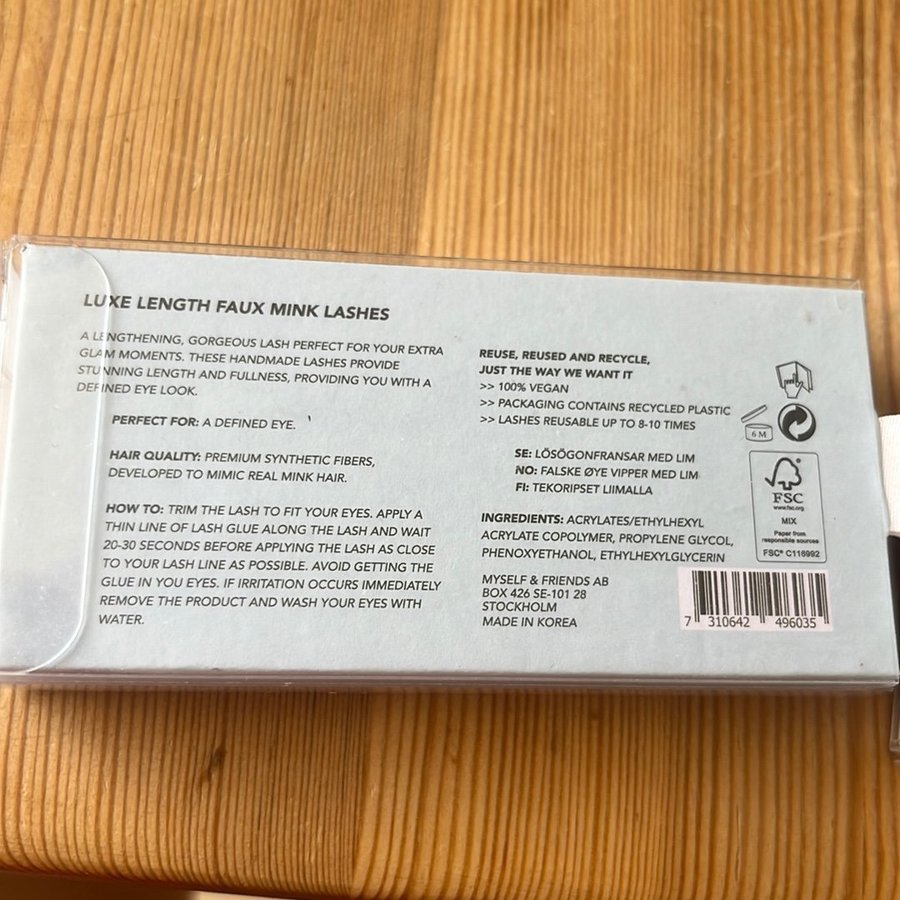 LUXE LENGTH FAUX MINK LASHES
A LENGTHENING, GORGEOUS LASH PERFECT FOR YOUR EXTRA
GLAM MOMENTS. THESE HANDMADE LASHES PROVIDE
STUNNING LENGTH AND FULLNESS, PROVIDING YOU WITH A
DEFINED EYE LOOK.
PERFECT FOR: A DEFINED EYE.
HAIR QUALITY: PREMIUM SYNTHETIC FIBERS,
DEVELOPED TO MIMIC REAL MINK HAIR.
HOW TO: TRIM THE LASH TO FIT YOUR EYES. APPLY A
THIN LINE OF LASH GLUE ALONG THE LASH AND WAIT
20-30 SECONDS BEFORE APPLYING THE LASH AS CLOSE
TO YOUR LASH LINE AS POSSIBLE. AVOID GETTING THE
GLUE IN YOU EYES. IF IRRITATION OCCURS IMMEDIATELY
REMOVE THE PRODUCT AND WASH YOUR EYES WITH
WATER.
REUSE, REUSED AND RECYCLE,
JUST THE WAY WE WANT IT
>> 100% VEGAN
>> PACKAGING CONTAINS RECYCLED PLASTIC
>> LASHES REUSABLE UP TO 8-10 TIMES
SE: LÖSÖGONFRANSAR MED LIM
NO: FALSKE ØYE VIPPER MED LIM
FI: TEKORIPSET LIIMALLA
INGREDIENTS: ACRYLATES/ETHYLHEXYL
ACRYLATE COPOLYMER, PROPYLENE GLYCOL,
PHENOXYETHANOL, ETHYLHEXYLGLYCERIN
MYSELF & FRIENDS AB
BOX 426 SE-101 28
STOCKHOLM
MADE IN KOREA
6 M
FSC
www.fsc.org
MIX
Paper from
responsible sources
FSC® C116992
7 310642 496035